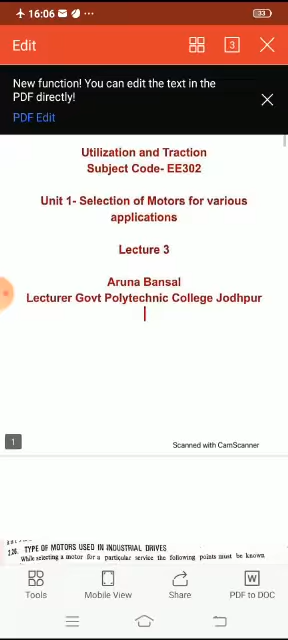 16:06
33
Edit
3
New function! You can edit the text in the
PDF directly!
PDF Edit
Utilization and Traction
Subject Code- EE302
Unit 1- Selection of Motors for various
applications
Lecture 3
Aruna Bansal
Lecturer Govt Polytechnic College Jodhpur
1
Scanned with CamScanner
TYPE OF MOTORS USED IN INDUSTRIAL DRIVES
While selecting a motor for a particular service the following points must be known
W
Tools
Mobile View
Share
PDF to DOC